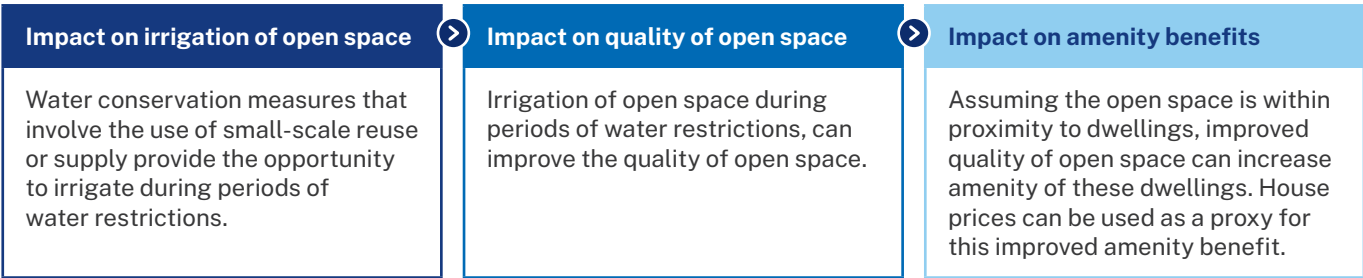 Impact on irrigation of open space
Water conservation measures that
involve the use of small-scale reuse
or supply provide the opportunity
to irrigate during periods of
water restrictions.
Impact on quality of open space
Irrigation of open space during
periods of water restrictions, can
improve the quality of open space.
Impact on amenity benefits
Assuming the open space is within
proximity to dwellings, improved
quality of open space can increase
amenity of these dwellings. House
prices can be used as a proxy for
this improved amenity benefit.